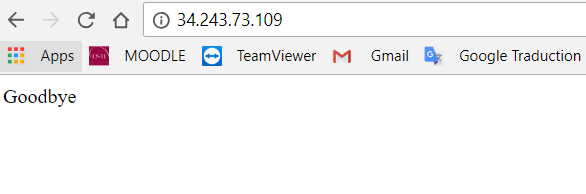 34.243.73.109
Apps MOODLE TeamViewer Gmail Google Traduction
Goodbye